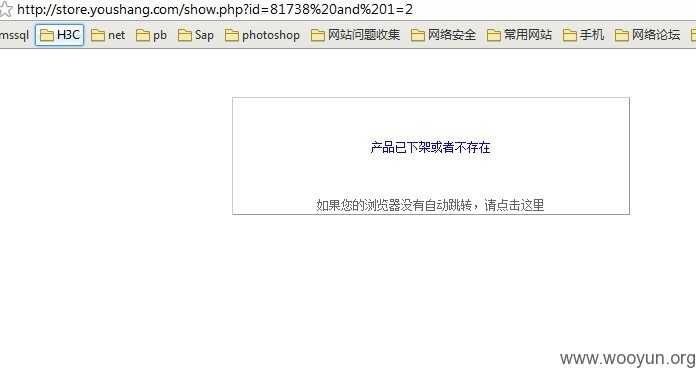 http://store.youshang.com/show.php?id=81738%20and%201=2
mssql H3C net pb Sap photoshop 网站问题收集 网络安全 常用网站 手机 网络论坛
产品已下架或者不存在
如果您的浏览器没有自动跳转，请点击这里
www.wooyun.org